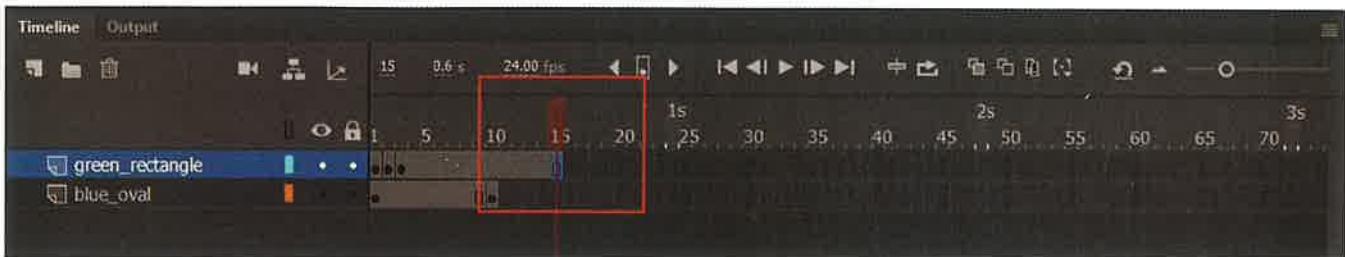 Timeline Output
15 0.6 s 24.00 fps
1s 2s 3s
1 5 10 15 20 25 30 35 40 45 50 55 60 65 70
green_rectangle
blue_oval